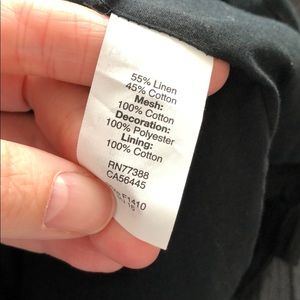 55% Linen
45% Cotton
Mesh:
100% Cotton
Decoration:
100% Polyester
Lining:
100% Cotton
RN77388
CA56445